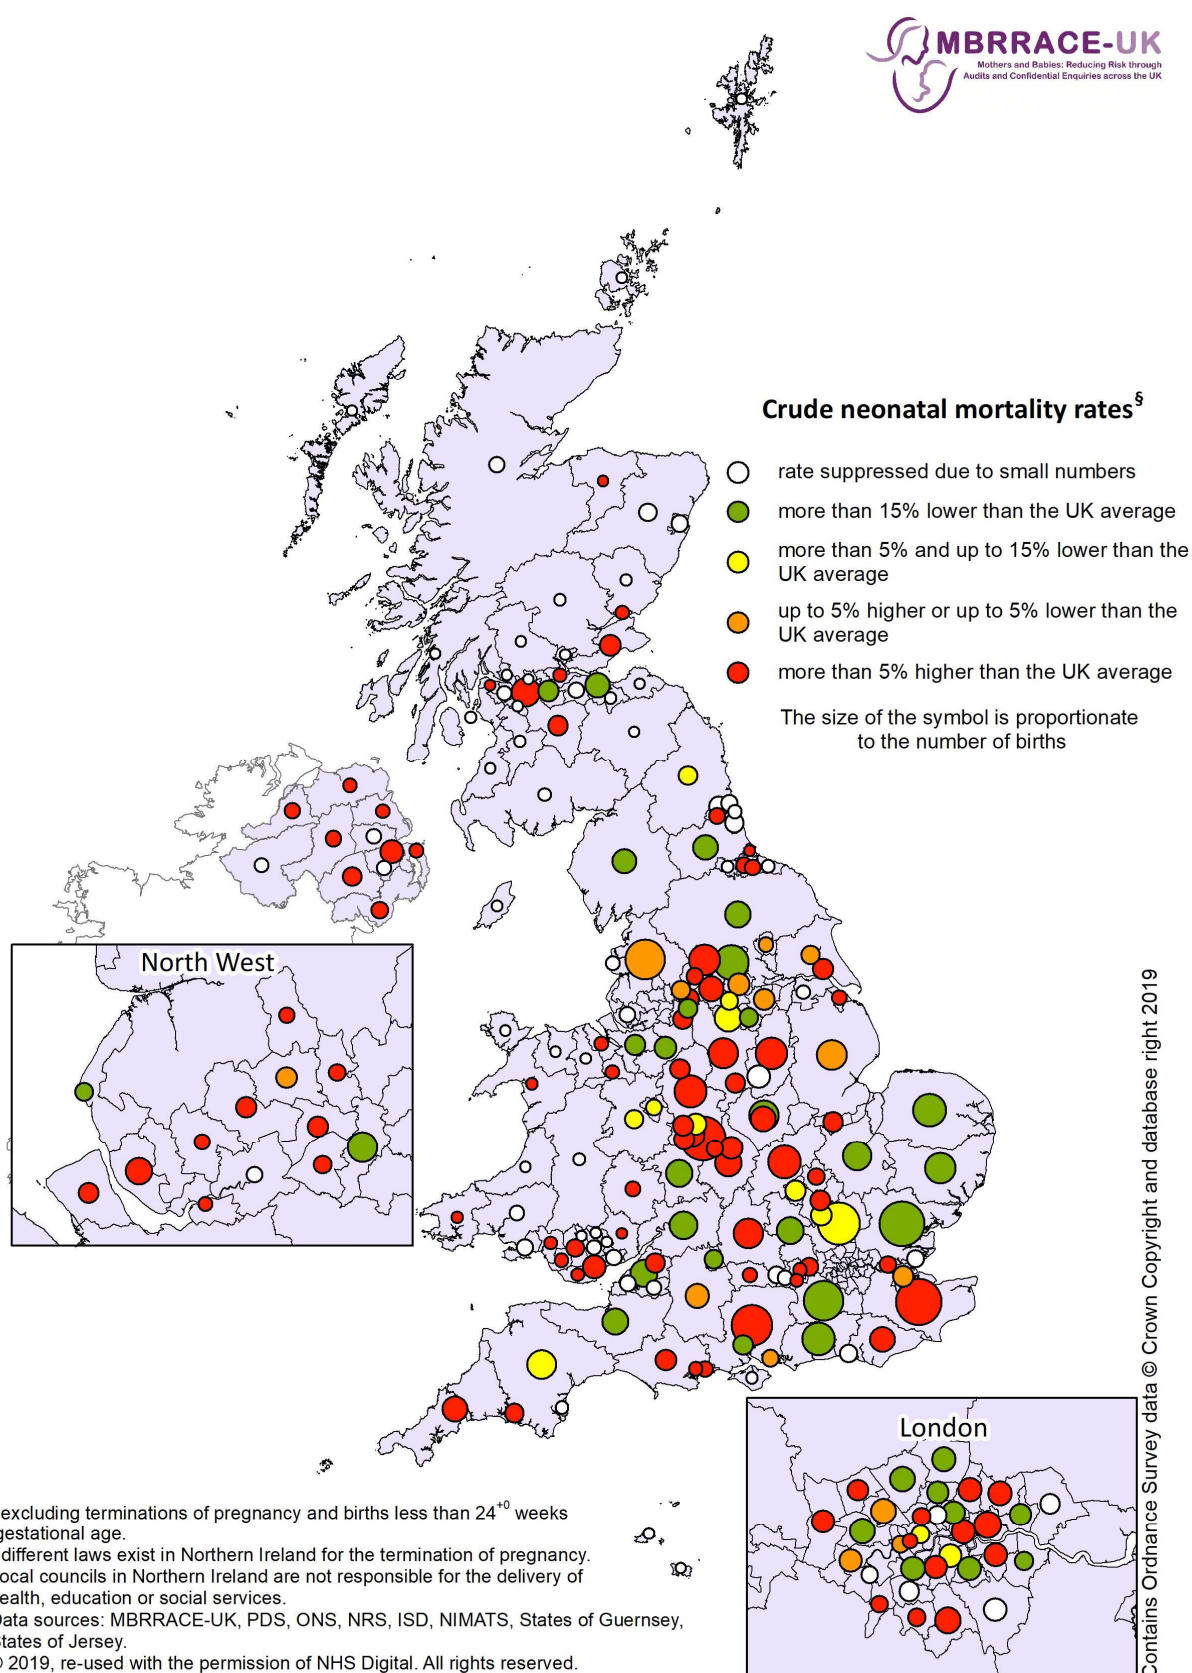 MBRRACE-UK
Mothers and Babies: Reducing Risk through
Audits and Confidential Enquiries across the UK
Crude neonatal mortality rates§
rate suppressed due to small numbers
more than 15% lower than the UK average
more than 5% and up to 15% lower than the
UK average
up to 5% higher or up to 5% lower than the
UK average
more than 5% higher than the UK average
The size of the symbol is proportionate
to the number of births
North West
London
excluding terminations of pregnancy and births less than 24+0 weeks
gestational age.
different laws exist in Northern Ireland for the termination of pregnancy.
ocal councils in Northern Ireland are not responsible for the delivery of
ealth, education or social services.
Data sources: MBRRACE-UK, PDS, ONS, NRS, ISD, NIMATS, States of Guernsey,
States of Jersey.
© 2019, re-used with the permission of NHS Digital. All rights reserved.
Contains Ordnance Survey data © Crown Copyright and database right 2019